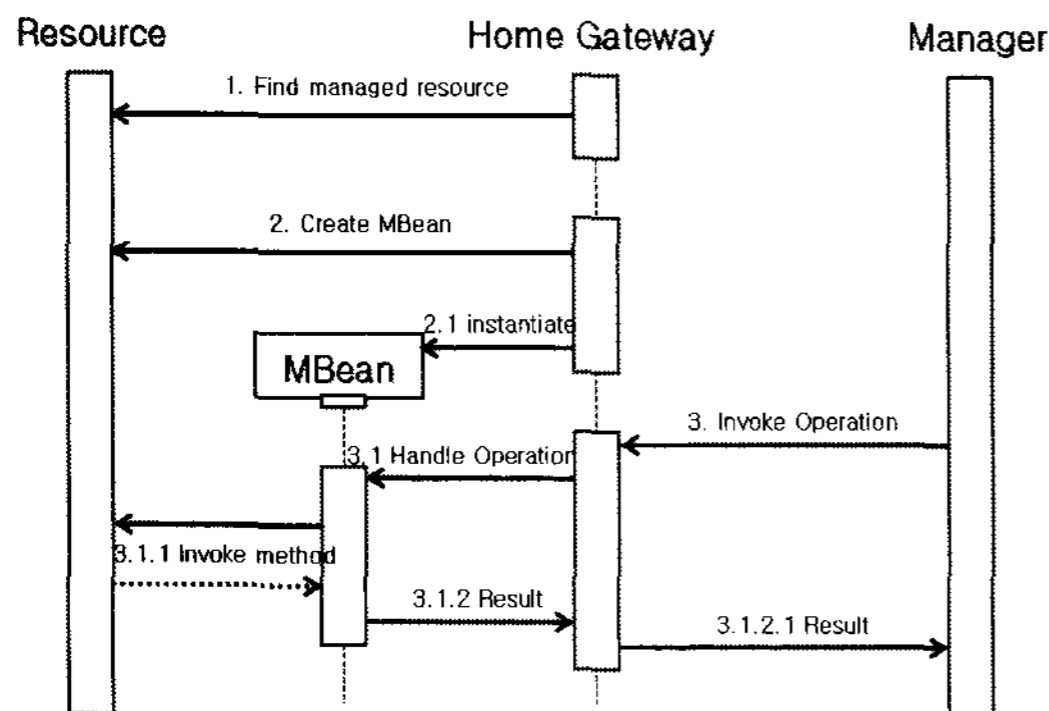 Resource
Home Gateway
Manager
1. Find managed resource
2. Create MBean
2.1 instantiate
MBean
3. Invoke Operation
3.1 Handle Operation
3.1.1 Invoke method
3.1.2 Result
3.1.2.1 Result